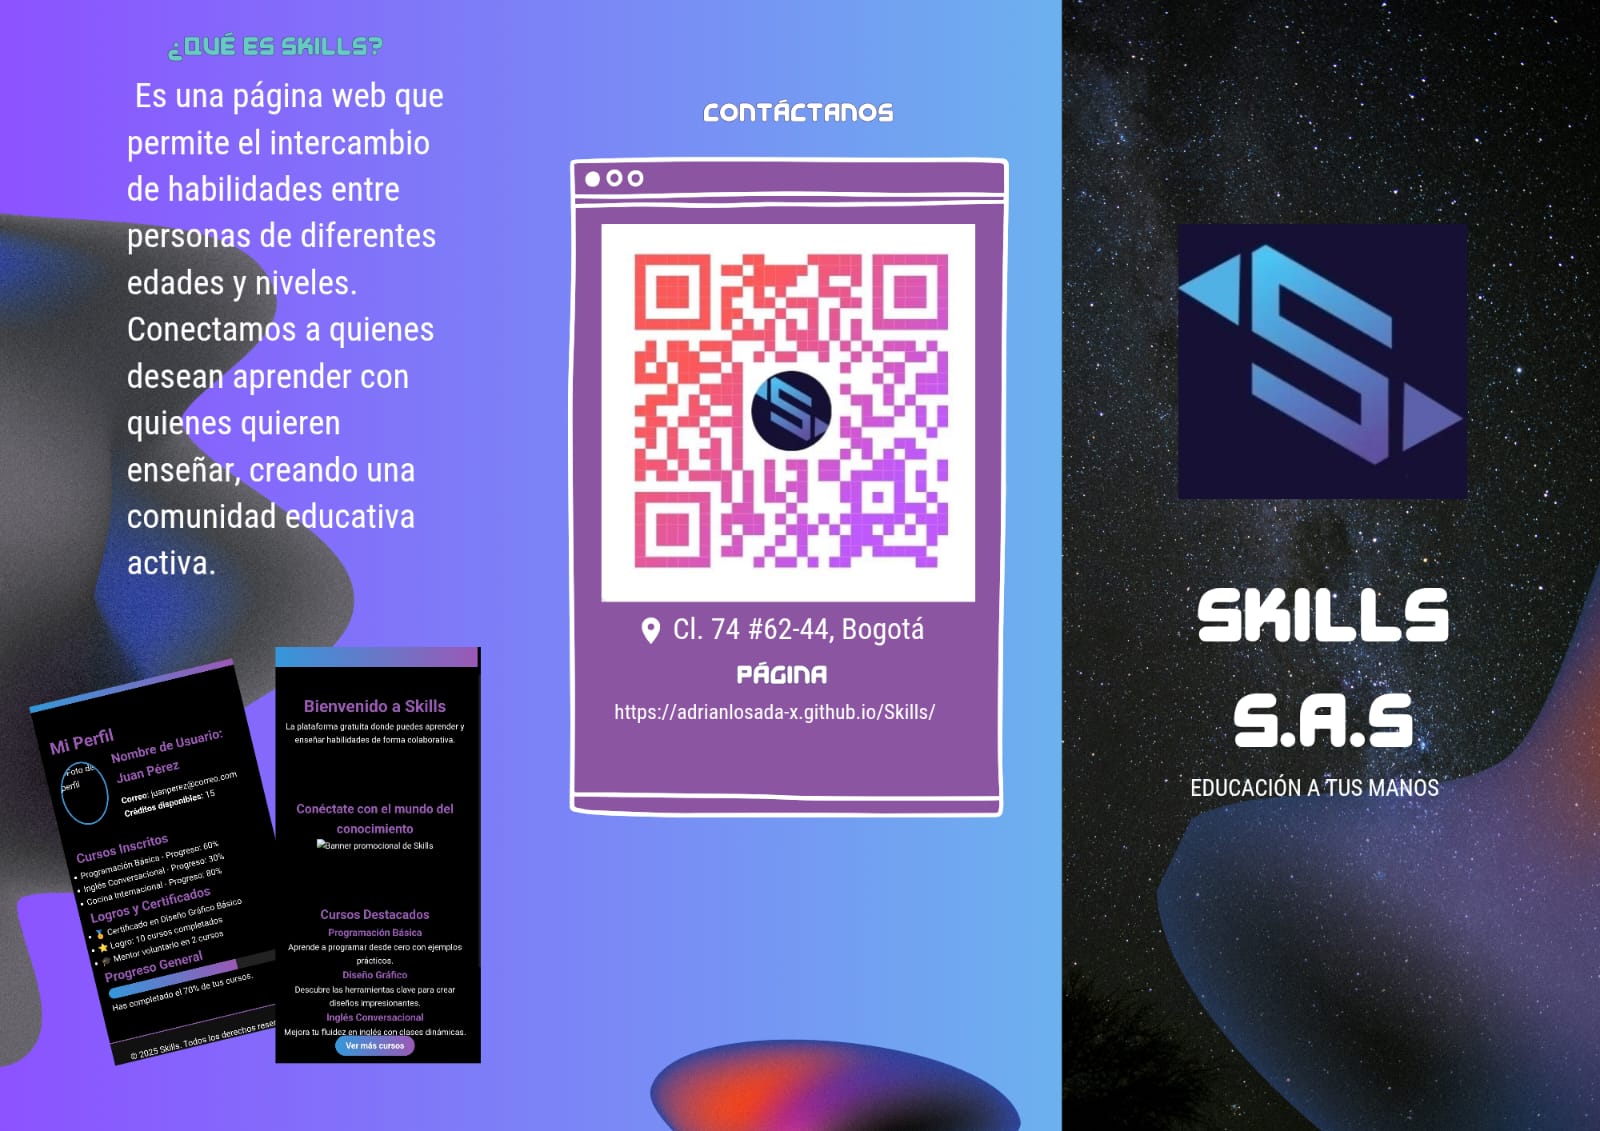 ¿QUÉ ES SKILLS?
Es una página web que
permite el intercambio
de habilidades entre
personas de diferentes
edades y niveles.
Conectamos a quienes
desean aprender con
quienes quieren
enseñar, creando una
comunidad educativa
activa.
Mi Perfil
Foto de
perfil
Nombre de Usuario:
Juan Pérez
Correo: juanperez@correo.com
Créditos disponibles: 15
Cursos Inscritos
• Programación Básica - Progreso: 60%
• Inglés Conversacional - Progreso: 30%
• Cocina Internacional - Progreso: 80%
Logros y Certificados
• 🏅 Certificado en Diseño Gráfico Básico
• ⭐ Logro: 10 cursos completados
• 🎓 Mentor voluntario en 2 cursos
Progreso General
Has completado el 70% de tus cursos.
© 2025 Skills. Todos los derechos reser
Bienvenido a Skills
La plataforma gratuita donde puedes aprender y
enseñar habilidades de forma colaborativa.
Conéctate con el mundo del
conocimiento
Banner promocional de Skills
Cursos Destacados
Programación Básica
Aprende a programar desde cero con ejemplos
prácticos.
Diseño Gráfico
Descubre las herramientas clave para crear
diseños impresionantes.
Inglés Conversacional
Mejora tu fluidez en inglés con clases dinámicas.
Ver más cursos
CONTÁCTANOS
Cl. 74 #62-44, Bogotá
PÁGINA
https://adrianlosada-x.github.io/Skills/
SKILLS
S.A.S
EDUCACIÓN A TUS MANOS